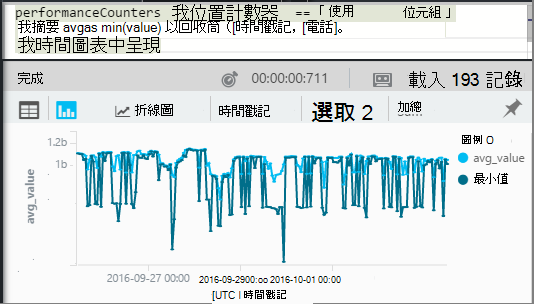 performanceCounters 我位置計數器 ==「 使用 位元組 」
我摘要 avgas min(value) 以回收筒 ([時間戳記, [電話]。
我時間圖表中呈現
完成 00:00:00:711 載入 193 記錄
折線圖 時間戳記 選取 2 加總
1.2b
1b
avg_value
圖例 O
avg_value
最小值
2016-09-27 00:00 2016-09-2900:oo 2016-10-01 00:00
[UTC | 時間戳記